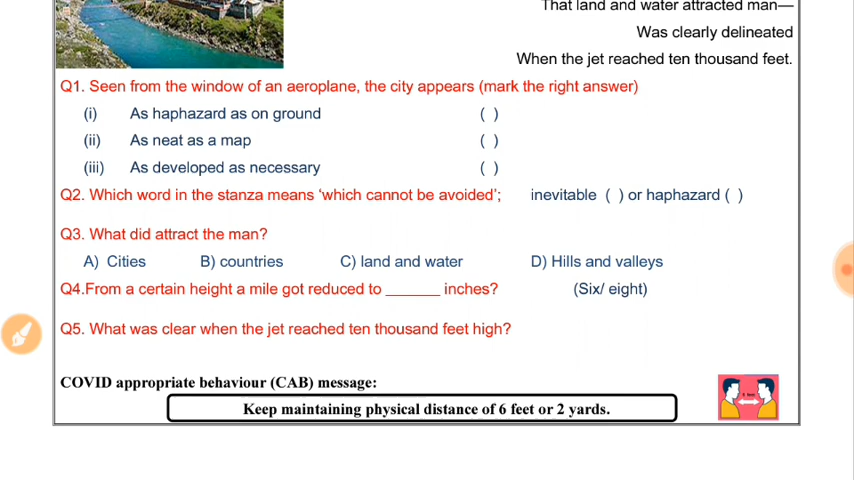 That land and water attracted man—
Was clearly delineated
When the jet reached ten thousand feet.
Q1. Seen from the window of an aeroplane, the city appears (mark the right answer)
(i) As haphazard as on ground ( )
(ii) As neat as a map ( )
(iii) As developed as necessary ( )
Q2. Which word in the stanza means ‘which cannot be avoided’; inevitable ( ) or haphazard ( )
Q3. What did attract the man?
A) Cities B) countries C) land and water D) Hills and valleys
Q4.From a certain height a mile got reduced to _______ inches? (Six/ eight)
Q5. What was clear when the jet reached ten thousand feet high?
COVID appropriate behaviour (CAB) message:
Keep maintaining physical distance of 6 feet or 2 yards.